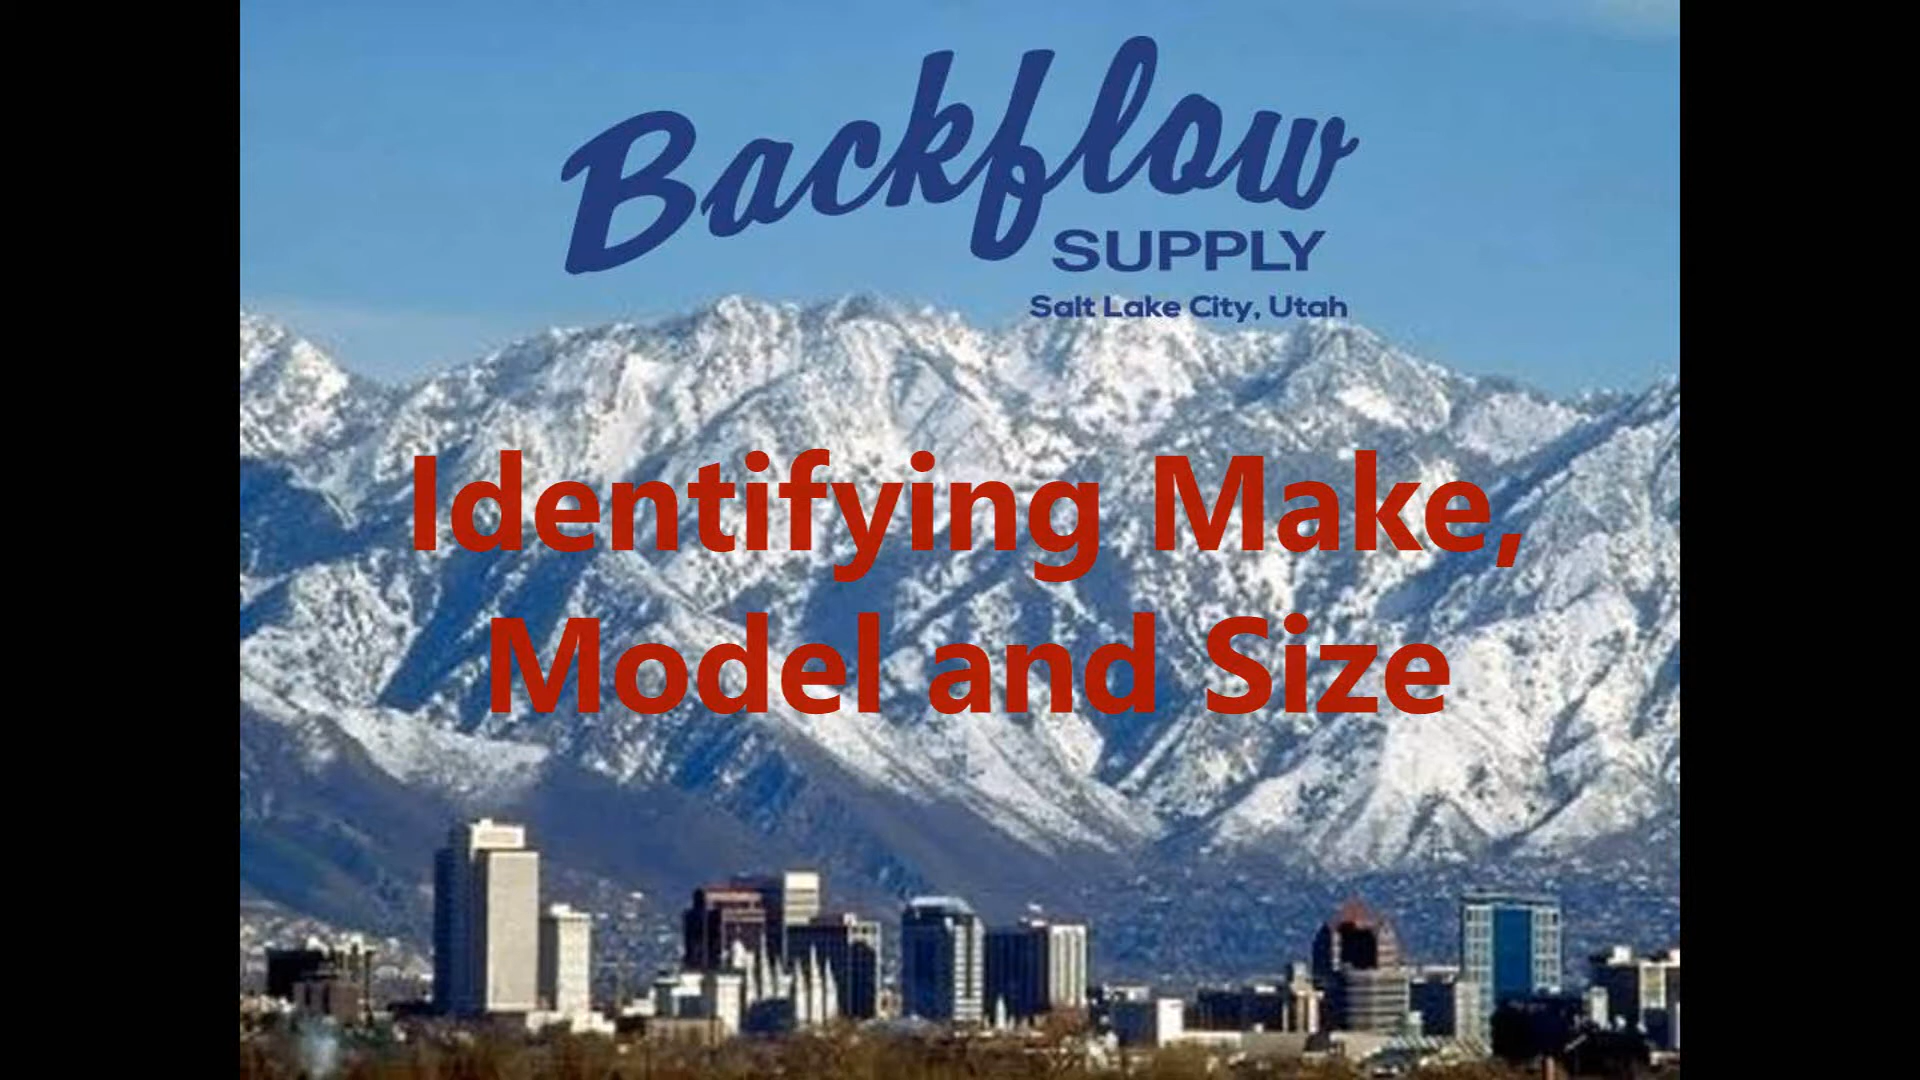 Backflow
SUPPLY
Salt Lake City, Utah
Identifying Make,
Model and Size